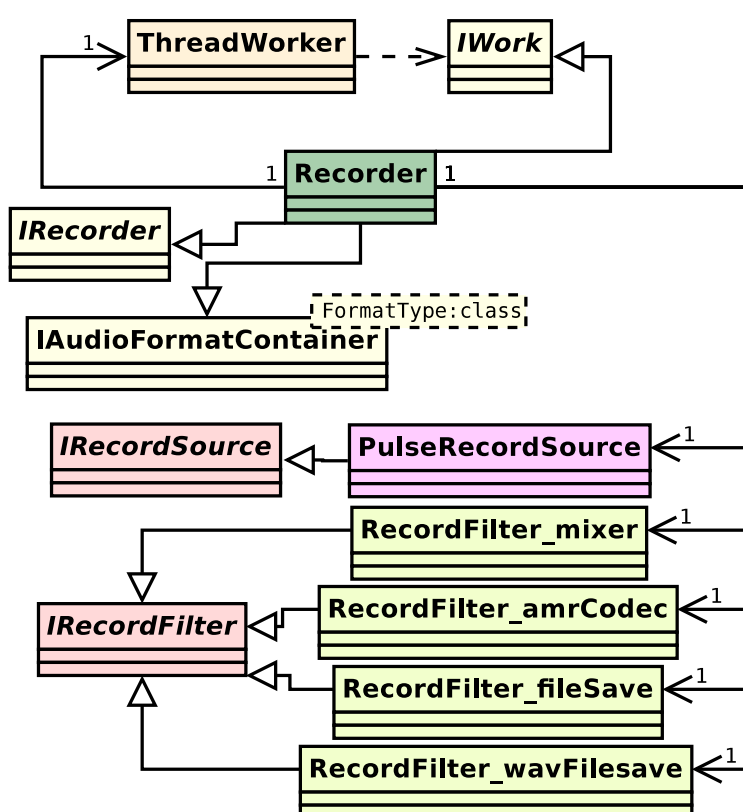 1
ThreadWorker
IWork
1
Recorder
1
IRecorder
FormatType:class
IAudioFormatContainer
IRecordSource
PulseRecordSource
1
RecordFilter_mixer
1
IRecordFilter
RecordFilter_amrCodec
1
RecordFilter_fileSave
1
RecordFilter_wavFilesave
1